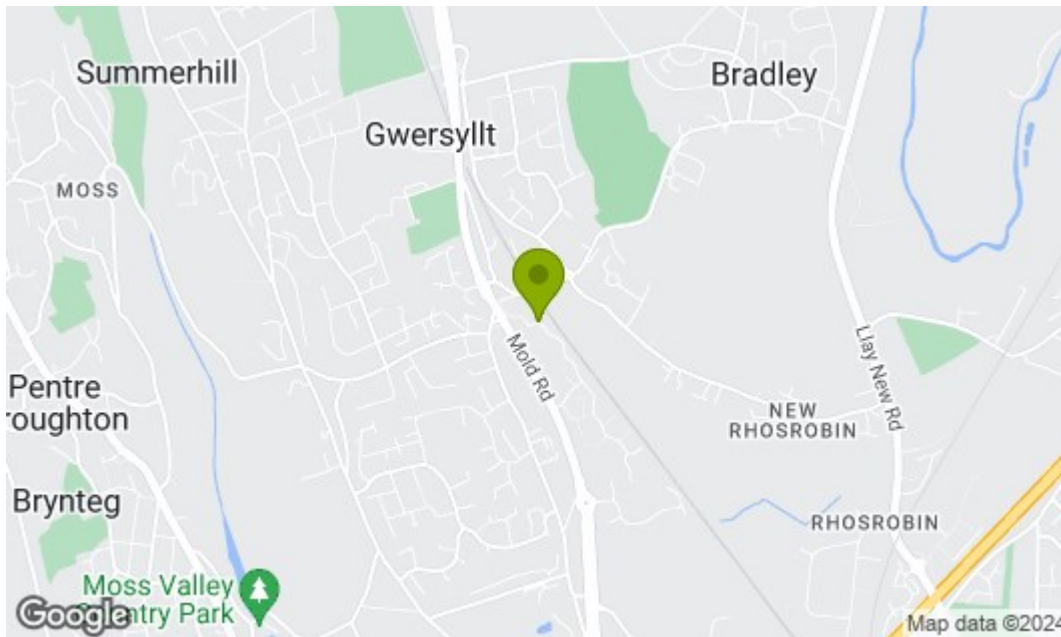 Summerhill
Bradley
Gwersyllt
MOSS
Mold Rd
Llay New Rd
Pentre
roughton
NEW
RHOSROBIN
Brynteg
RHOSROBIN
Moss Valley
Country Park
Google
Map data ©2024